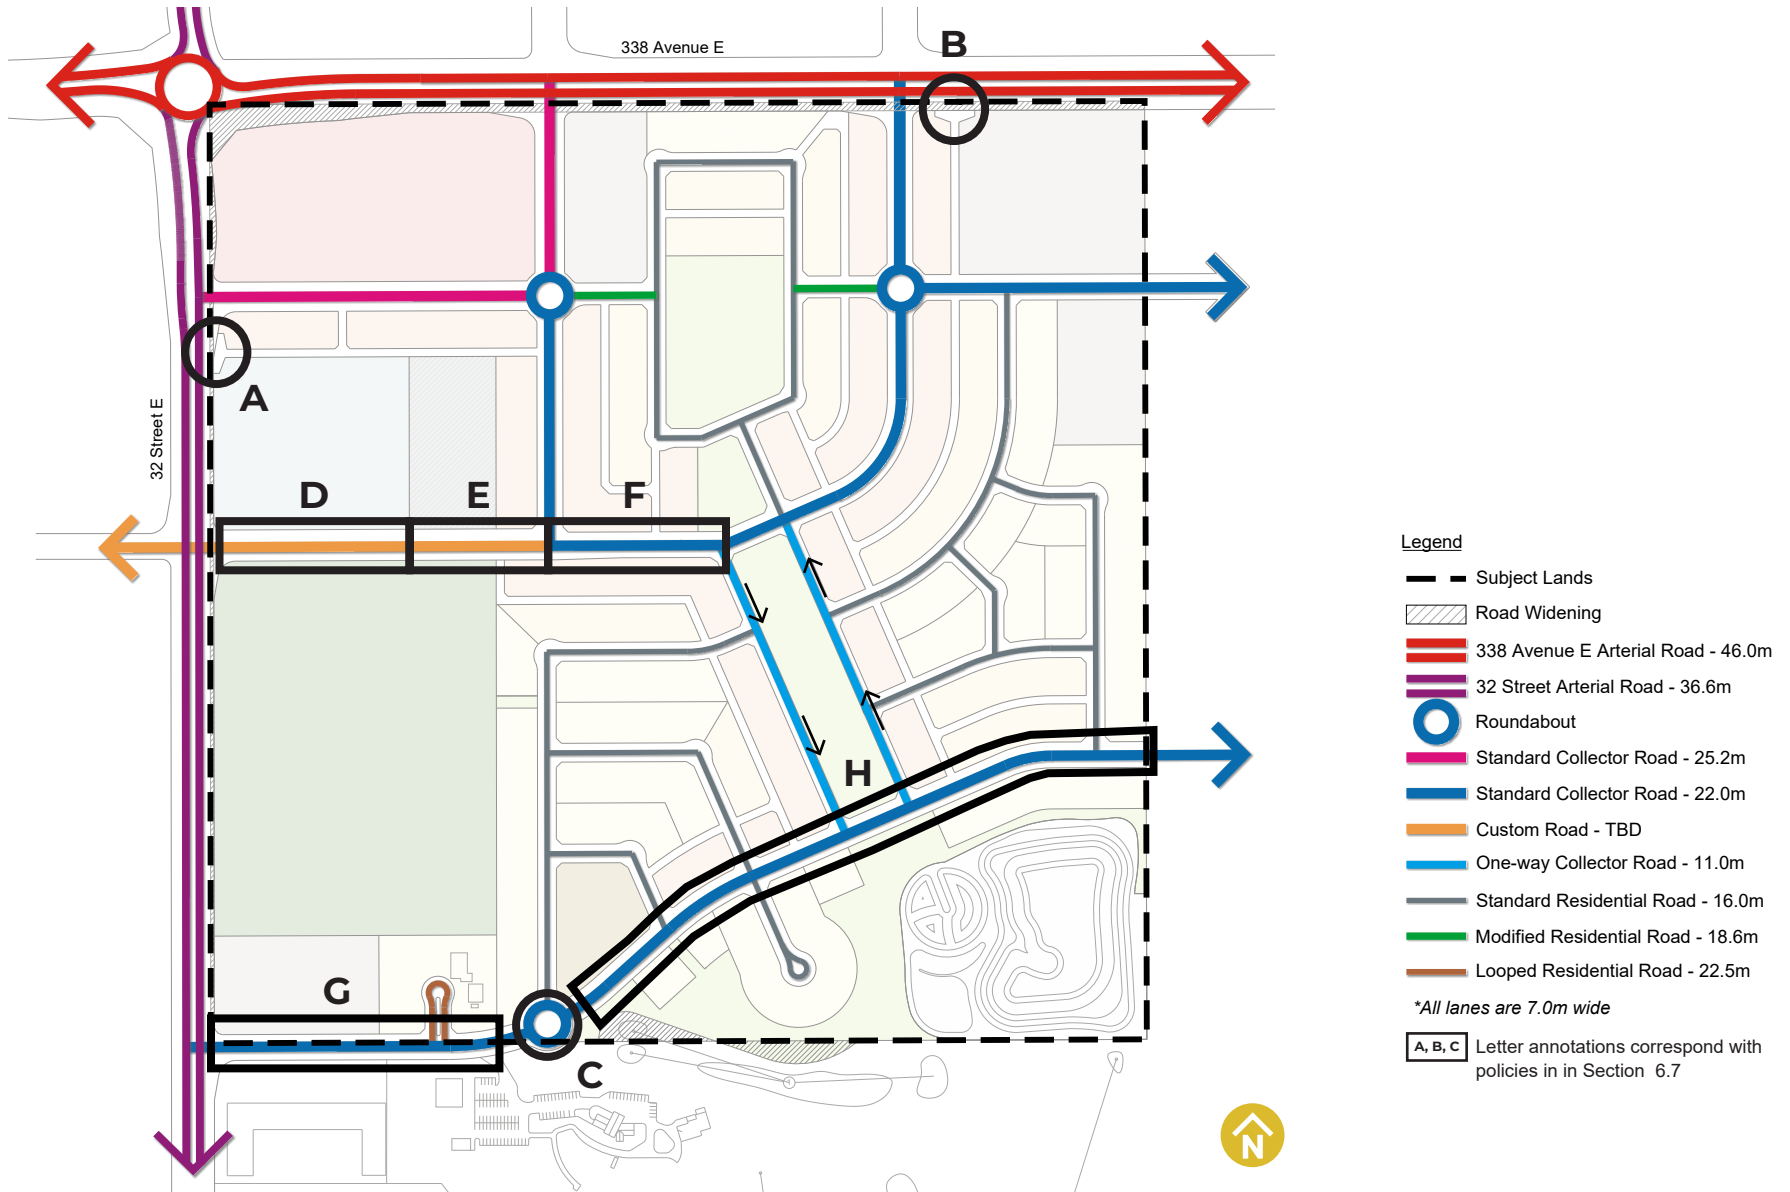 338 Avenue E
B
A
32 Street E
D
E
F
H
G
C
N
Legend
Subject Lands
Road Widening
338 Avenue E Arterial Road - 46.0m
32 Street Arterial Road - 36.6m
Roundabout
Standard Collector Road - 25.2m
Standard Collector Road - 22.0m
Custom Road - TBD
One-way Collector Road - 11.0m
Standard Residential Road - 16.0m
Modified Residential Road - 18.6m
Looped Residential Road - 22.5m
*All lanes are 7.0m wide
A, B, C
Letter annotations correspond with
policies in in Section 6.7